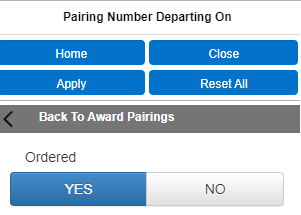 Pairing Number Departing On
Home Close
Apply Reset All
Back To Award Pairings
Ordered
YES NO